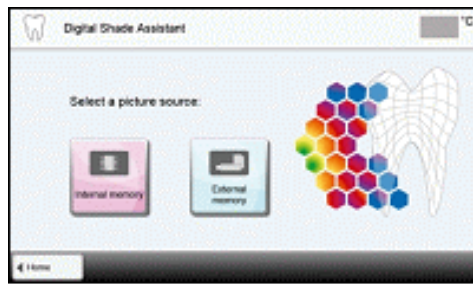 Digital Shade Assistant
°C
Select a picture source:
Internal memory
External
memory
Home